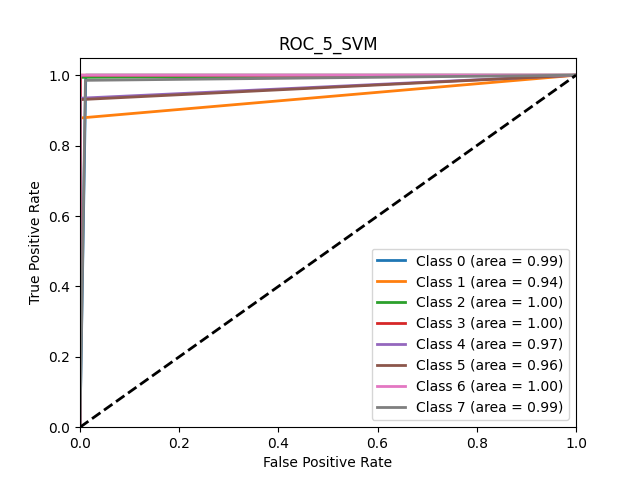 ROC_5_SVM
True Positive Rate
1.0
0.8
0.6
0.4
0.2
0.0
Class 0 (area = 0.99)
Class 1 (area = 0.94)
Class 2 (area = 1.00)
Class 3 (area = 1.00)
Class 4 (area = 0.97)
Class 5 (area = 0.96)
Class 6 (area = 1.00)
Class 7 (area = 0.99)
0.0 0.2 0.4 0.6 0.8 1.0
False Positive Rate